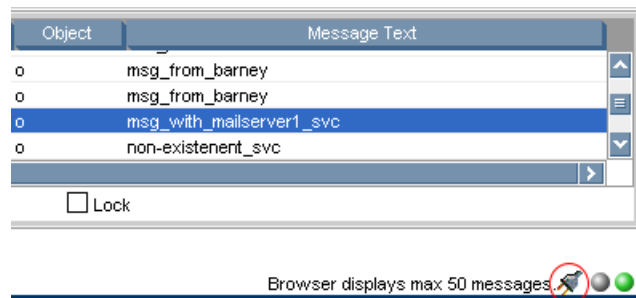 Object Message Text
o msg_from_barney
o msg_from_barney
o msg_with_mailserver1_svc
o non-existenent_svc
Lock
Browser displays max 50 messages.